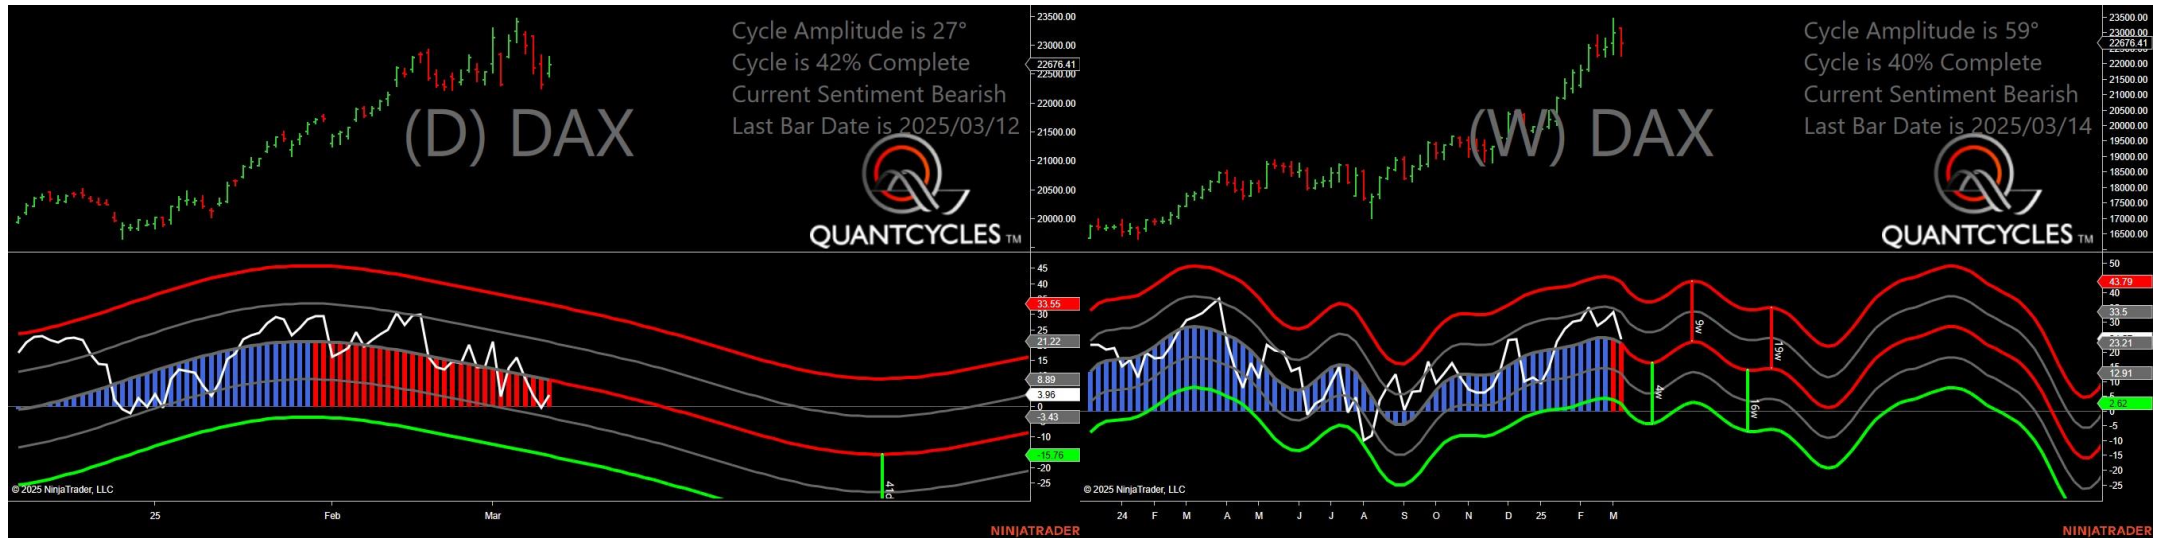 Cycle Amplitude is 27°
Cycle is 42% Complete
Current Sentiment Bearish
Last Bar Date is 2025/03/12
(D) DAX
QUANTCYCLES TM
23500.00
23000.00
22676.41
22500.00
22000.00
21500.00
21000.00
20500.00
20000.00
45
40
33.55
30
25
21.22
15
8.89
3.96
0
-3.43
-10
-15.76
-20
-25
41d
© 2025 NinjaTrader, LLC
25 Feb Mar
NINJATRADER
Cycle Amplitude is 59°
Cycle is 40% Complete
Current Sentiment Bearish
Last Bar Date is 2025/03/14
(W) DAX
QUANTCYCLES TM
23500.00
23000.00
22676.41
22000.00
21500.00
21000.00
20500.00
20000.00
19500.00
19000.00
18500.00
18000.00
17500.00
17000.00
16500.00
50
43.79
40
33.5
30
23.21
20
12.91
10
2.62
0
-5
-10
-15
-20
-25
4w
9w
16w
19w
© 2025 NinjaTrader, LLC
24 F M A M J J A S O N D 25 F M
NINJATRADER